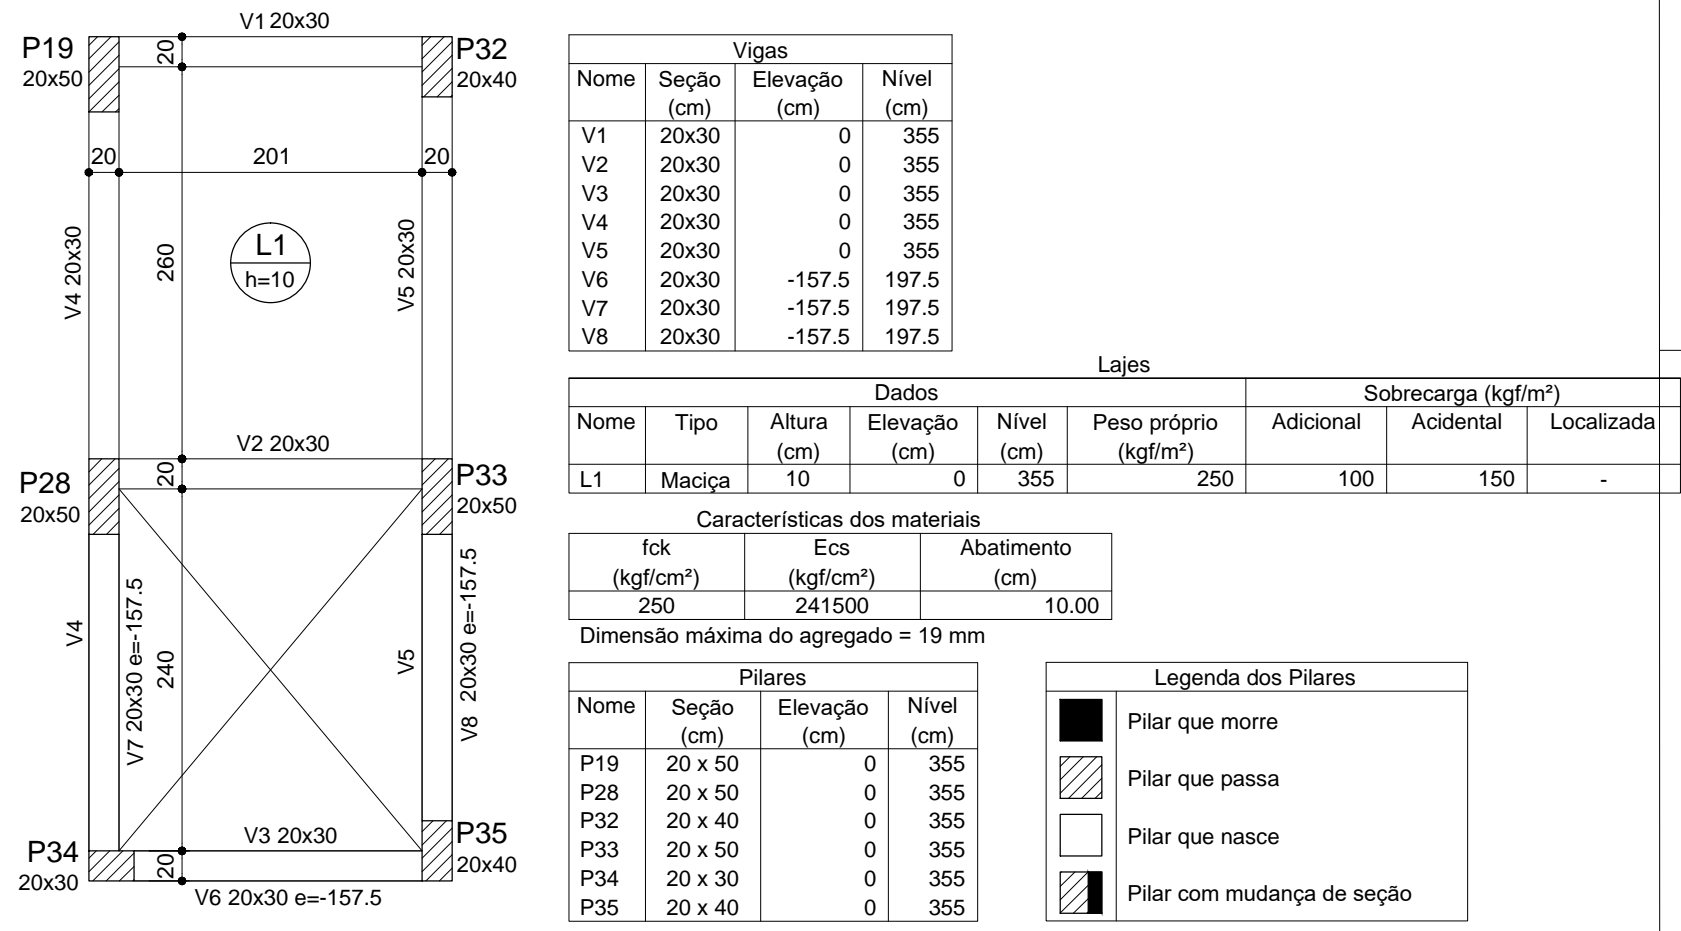 V1 20x30
P19
20x50
20
P32
20x40
20
201
20
V4 20x30
260
L1
h=10
V5 20x30
V2 20x30
P28
20x50
20
P33
20x50
V4
V7 20x30 e=-157.5
240
V5
V8 20x30 e=-157.5
V3 20x30
P34
20x30
20
P35
20x40
V6 20x30 e=-157.5
Vigas
Nome Seção Elevação Nível
(cm) (cm) (cm)
V1 20x30 0 355
V2 20x30 0 355
V3 20x30 0 355
V4 20x30 0 355
V5 20x30 0 355
V6 20x30 -157.5 197.5
V7 20x30 -157.5 197.5
V8 20x30 -157.5 197.5
Lajes
Dados Sobrecarga (kgf/m²)
Nome Tipo Altura Elevação Nível Peso próprio Adicional Acidental Localizada
(cm) (cm) (cm) (kgf/m²)
L1 Maciça 10 0 355 250 100 150 -
Características dos materiais
fck Ecs Abatimento
(kgf/cm²) (kgf/cm²) (cm)
250 241500 10.00
Dimensão máxima do agregado = 19 mm
Pilares
Nome Seção Elevação Nível
(cm) (cm) (cm)
P19 20 x 50 0 355
P28 20 x 50 0 355
P32 20 x 40 0 355
P33 20 x 50 0 355
P34 20 x 30 0 355
P35 20 x 40 0 355
Legenda dos Pilares
Pilar que morre
Pilar que passa
Pilar que nasce
Pilar com mudança de seção